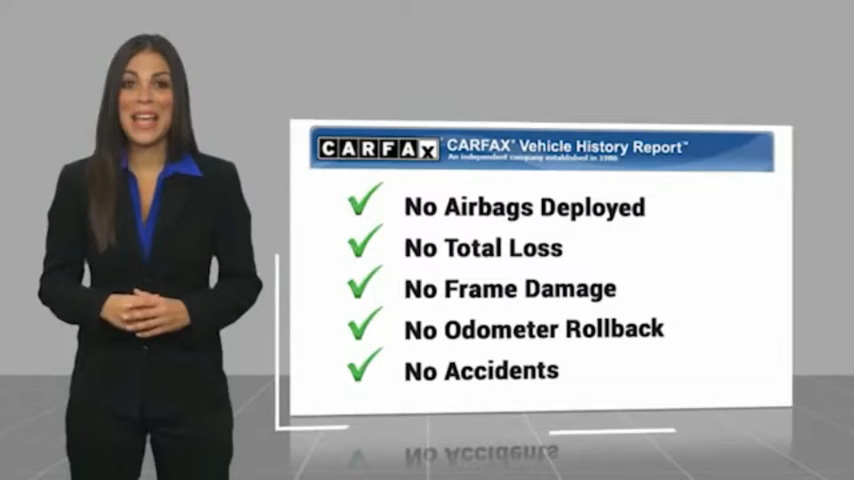 CARFAX
CARFAX® Vehicle History Report™
An independent company established in 1986
No Airbags Deployed
No Total Loss
No Frame Damage
No Odometer Rollback
No Accidents
No Accidents